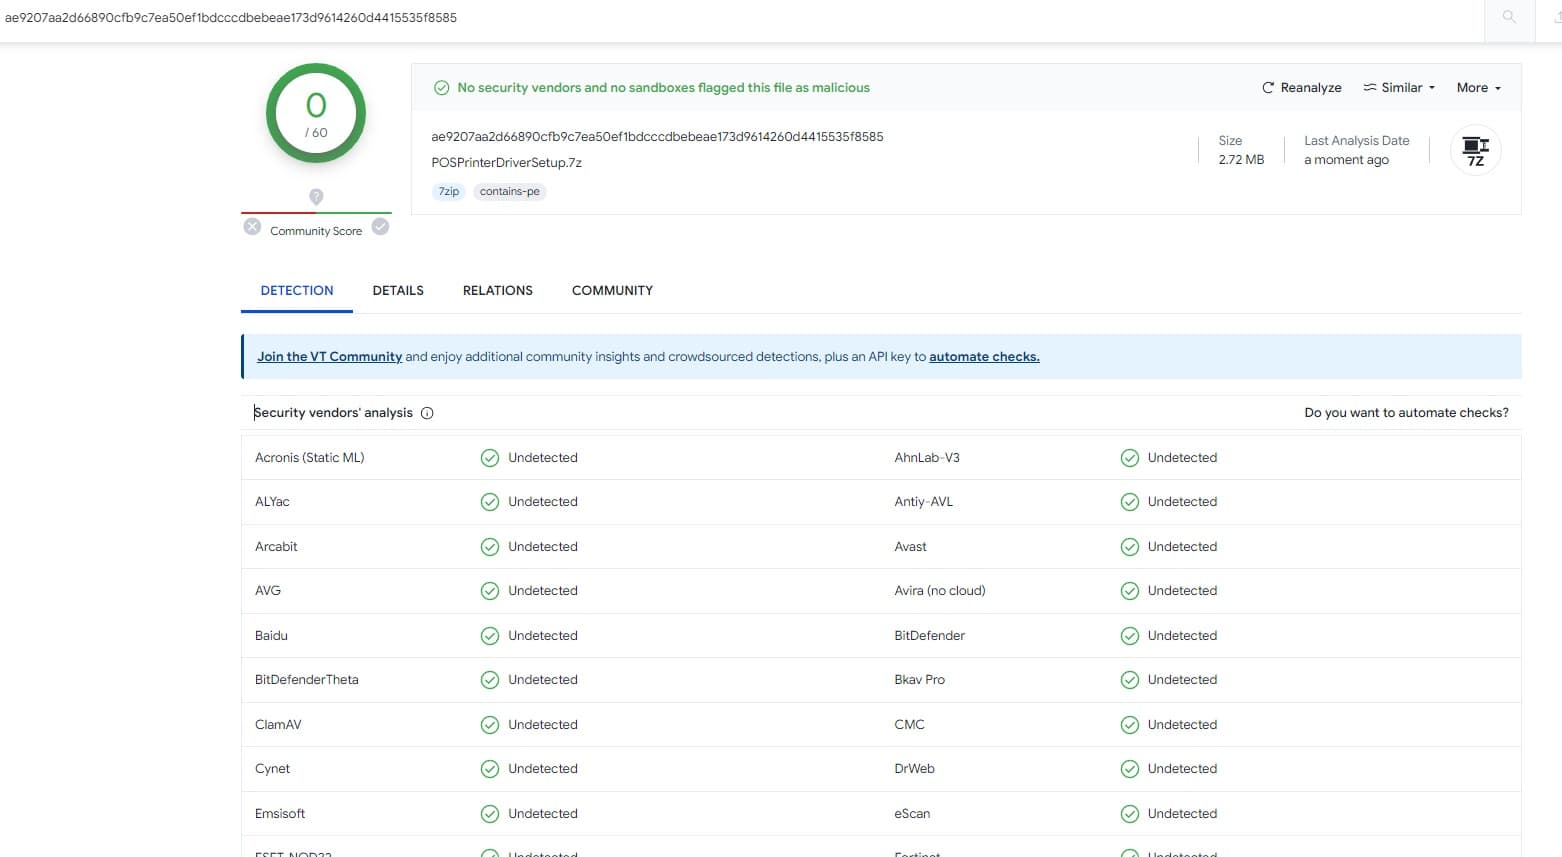 ae9207aa2d66890cfb9c7ea50ef1bdcccdbebeae173d9614260d4415535f8585
0
/ 60
Community Score
No security vendors and no sandboxes flagged this file as malicious
Reanalyze
Similar
More
ae9207aa2d66890cfb9c7ea50ef1bdcccdbebeae173d9614260d4415535f8585
POSPrinterDriverSetup.7z
7zip contains-pe
Size
2.72 MB
Last Analysis Date
a moment ago
7Z
DETECTION DETAILS RELATIONS COMMUNITY
Join the VT Community and enjoy additional community insights and crowdsourced detections, plus an API key to automate checks.
Security vendors' analysis Do you want to automate checks?
Acronis (Static ML) Undetected AhnLab-V3 Undetected
ALYac Undetected Antiy-AVL Undetected
Arcabit Undetected Avast Undetected
AVG Undetected Avira (no cloud) Undetected
Baidu Undetected BitDefender Undetected
BitDefenderTheta Undetected Bkav Pro Undetected
ClamAV Undetected CMC Undetected
Cynet Undetected DrWeb Undetected
Emsisoft Undetected eScan Undetected
ESET-NOD32 Undetected Fortinet Undetected